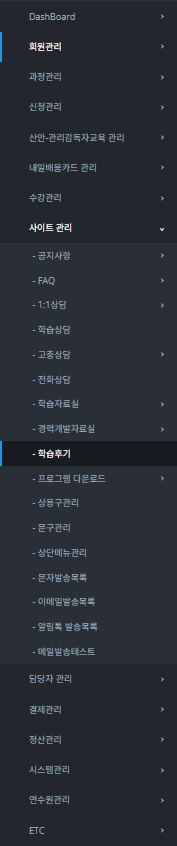 DashBoard
회원관리
과정관리
신청관리
산안-관리감독자교육 관리
내일배움카드 관리
수강관리
사이트 관리
- 공지사항
- FAQ
- 1:1상담
- 학습상담
- 고충상담
- 전화상담
- 학습자료실
- 경력개발자료실
- 학습후기
- 프로그램 다운로드
- 상용구관리
- 문구관리
- 상단메뉴관리
- 문자발송목록
- 이메일발송목록
- 알림톡 발송목록
- 메일발송테스트
담당자 관리
결제관리
정산관리
시스템관리
연수원관리
ETC